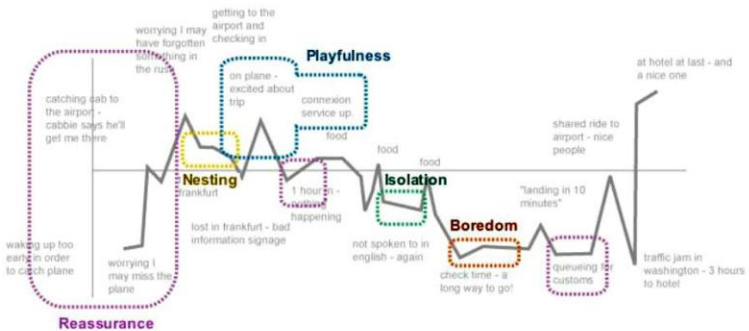 getting to the
airport and
checking in
worrying I may
have forgotten
something in
the rush
Playfulness
on plane -
excited about
trip
connexion
service up.
at hotel at last - and
a nice one
catching cab to
the airport -
cabbie says he'll
get me there
shared ride to
airport - nice
people
food
food
food
Nesting
frankfurt
1 hour in -
nothing
happening
Isolation
"landing in 10
minutes"
lost in frankfurt - bad
information signage
Boredom
not spoken to in
english - again
waking up too
early in order
to catch plane
worrying I
may miss the
plane
check time - a
long way to go!
queueing for
customs
traffic jam in
washington - 3 hours
to hotel
Reassurance